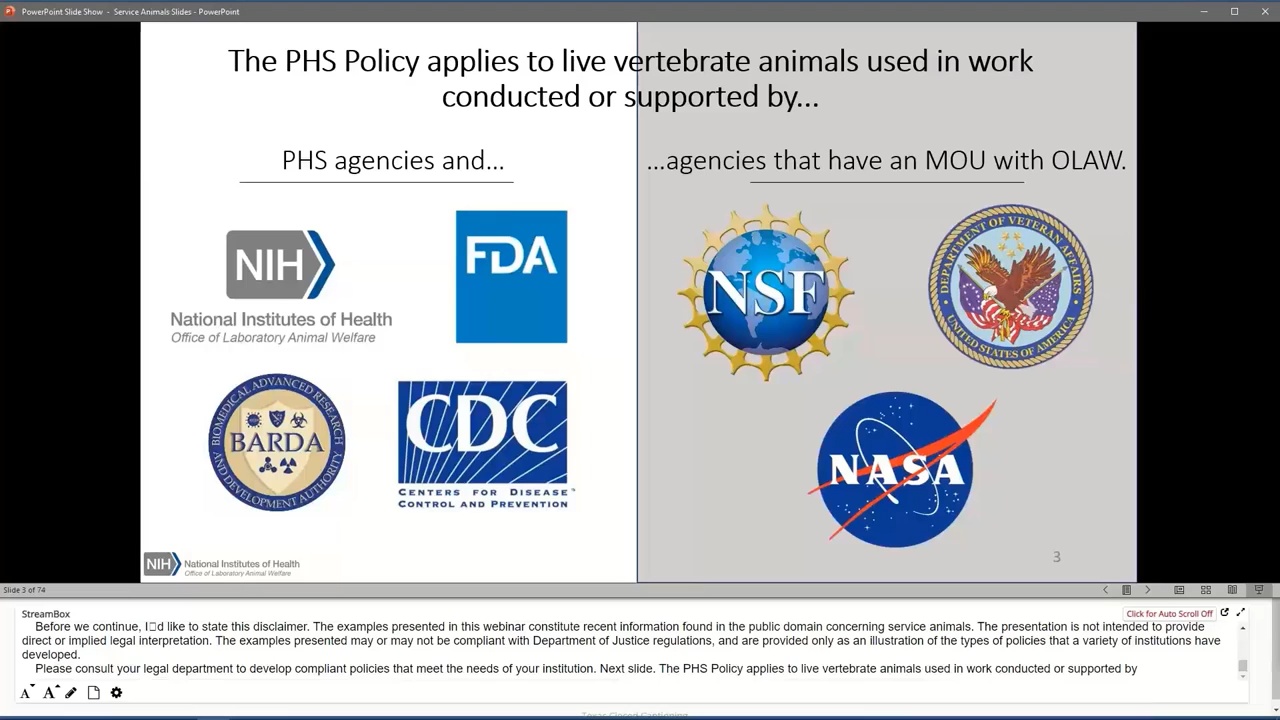 PowerPoint Slide Show - Service Animals Slides - PowerPoint
The PHS Policy applies to live vertebrate animals used in work
conducted or supported by...
PHS agencies and...
NIH
National Institutes of Health
Office of Laboratory Animal Welfare
FDA
BIOMEDICAL ADVANCED RESEARCH
BARDA
AND DEVELOPMENT AUTHORITY
CDC
CENTERS FOR DISEASE™
CONTROL AND PREVENTION
NIH
National Institutes of Health
Office of Laboratory Animal Welfare
...agencies that have an MOU with OLAW.
NSF
DEPARTMENT OF VETERAN AFFAIRS
UNITED STATES OF AMERICA
NASA
3
Slide 3 of 74
StreamBox
Click for Auto Scroll Off
Before we continue, I□d like to state this disclaimer. The examples presented in this webinar constitute recent information found in the public domain concerning service animals. The presentation is not intended to provide
direct or implied legal interpretation. The examples presented may or may not be compliant with Department of Justice regulations, and are provided only as an illustration of the types of policies that a variety of institutions have
developed.
Please consult your legal department to develop compliant policies that meet the needs of your institution. Next slide. The PHS Policy applies to live vertebrate animals used in work conducted or supported by
A A
Texas Closed Captioning